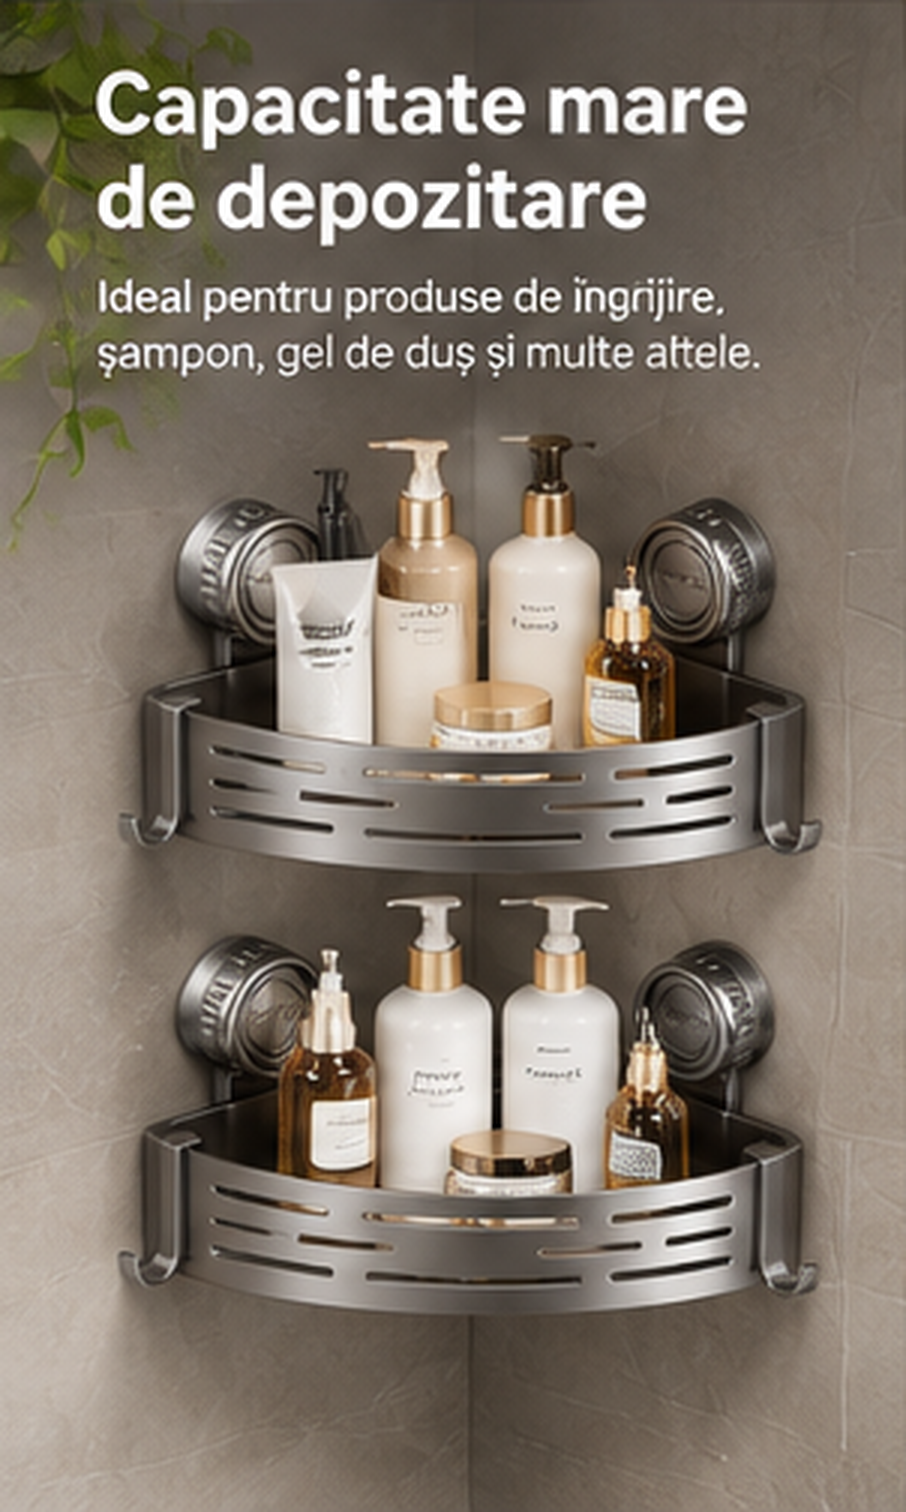 Capacitate mare
de depozitare
Ideal pentru produse de îngrijire,
șampon, gel de duș și multe altele.